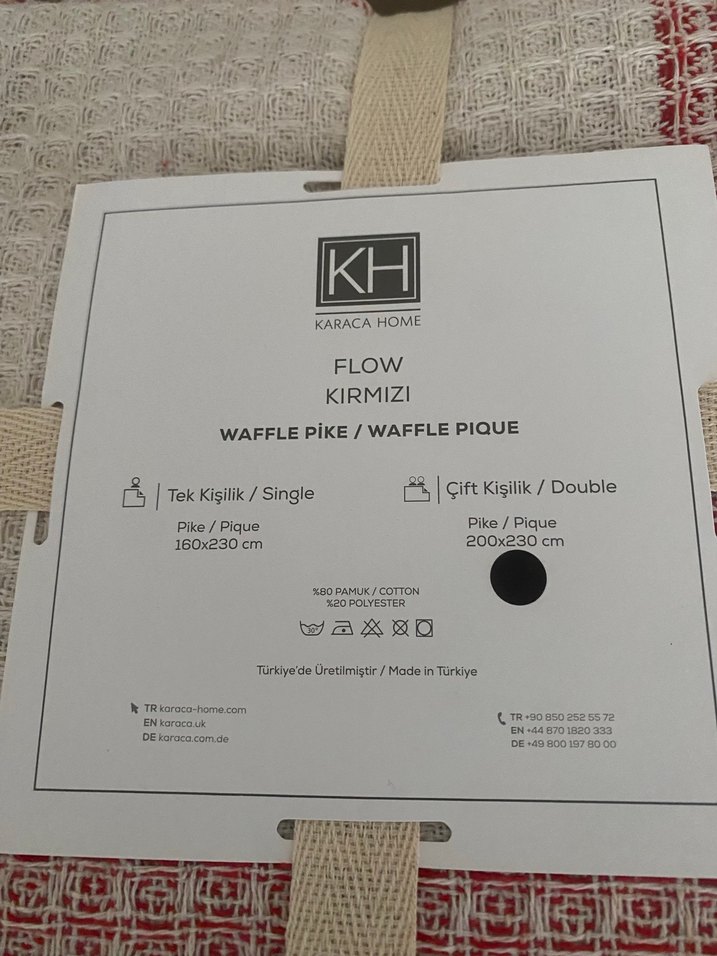 KH
KARACA HOME
FLOW
KIRMIZI
WAFFLE PİKE / WAFFLE PIQUE
Tek Kişilik / Single
Pike / Pique
160x230 cm
Çift Kişilik / Double
Pike / Pique
200x230 cm
%80 PAMUK / COTTON
%20 POLYESTER
30°
Türkiye'de Üretilmiştir / Made in Türkiye
TR karaca-home.com
EN karaca.uk
DE karaca.com.de
TR +90 850 252 55 72
EN +44 870 1820 333
DE +49 800 197 80 00